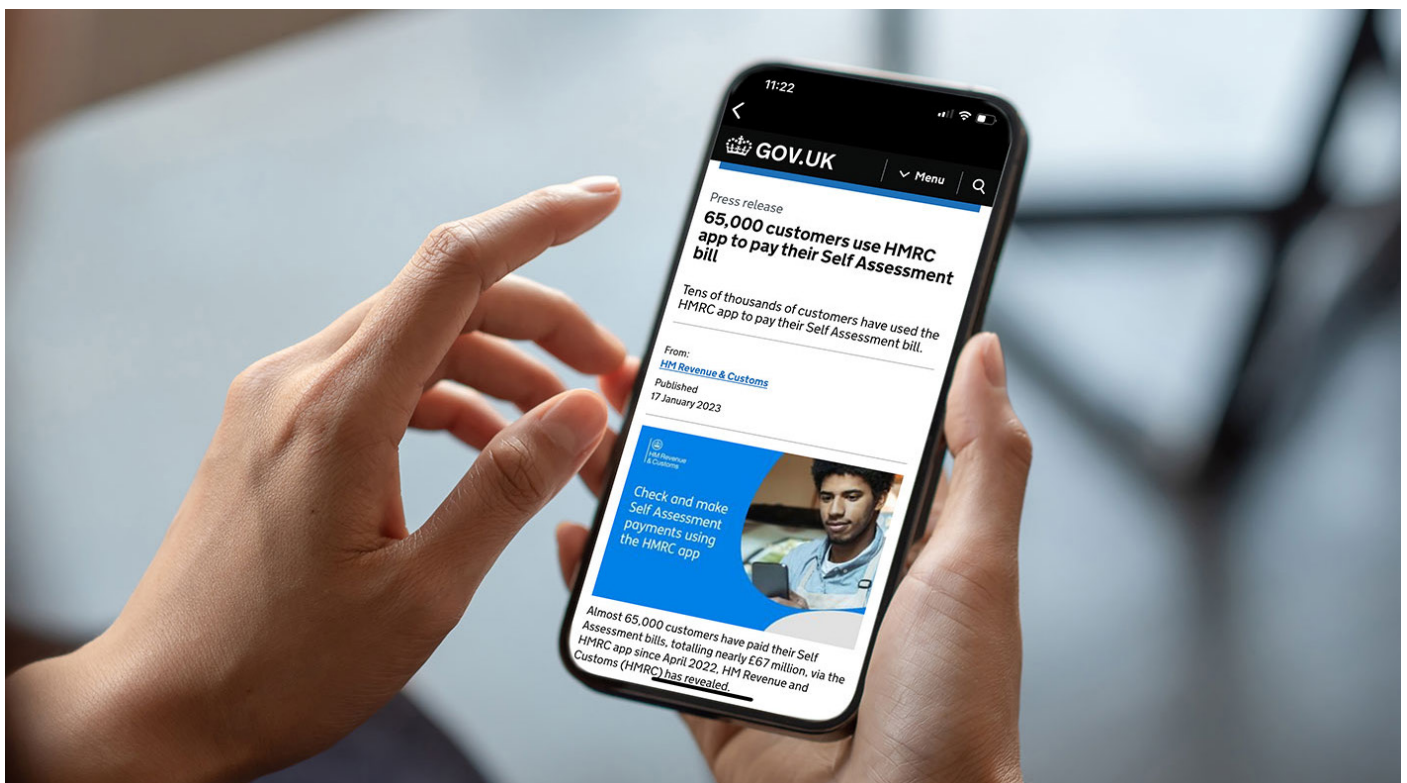 11:22
GOV.UK
Menu
Press release
65,000 customers use HMRC
app to pay their Self Assessment
bill
Tens of thousands of customers have used the
HMRC app to pay their Self Assessment bill.
From:
HM Revenue & Customs
Published
17 January 2023
HM Revenue
& Customs
Check and make
Self Assessment
payments using
the HMRC app
Almost 65,000 customers have paid their Self
Assessment bills, totalling nearly £67 million, via the
HMRC app since April 2022, HM Revenue and
Customs (HMRC) has revealed.